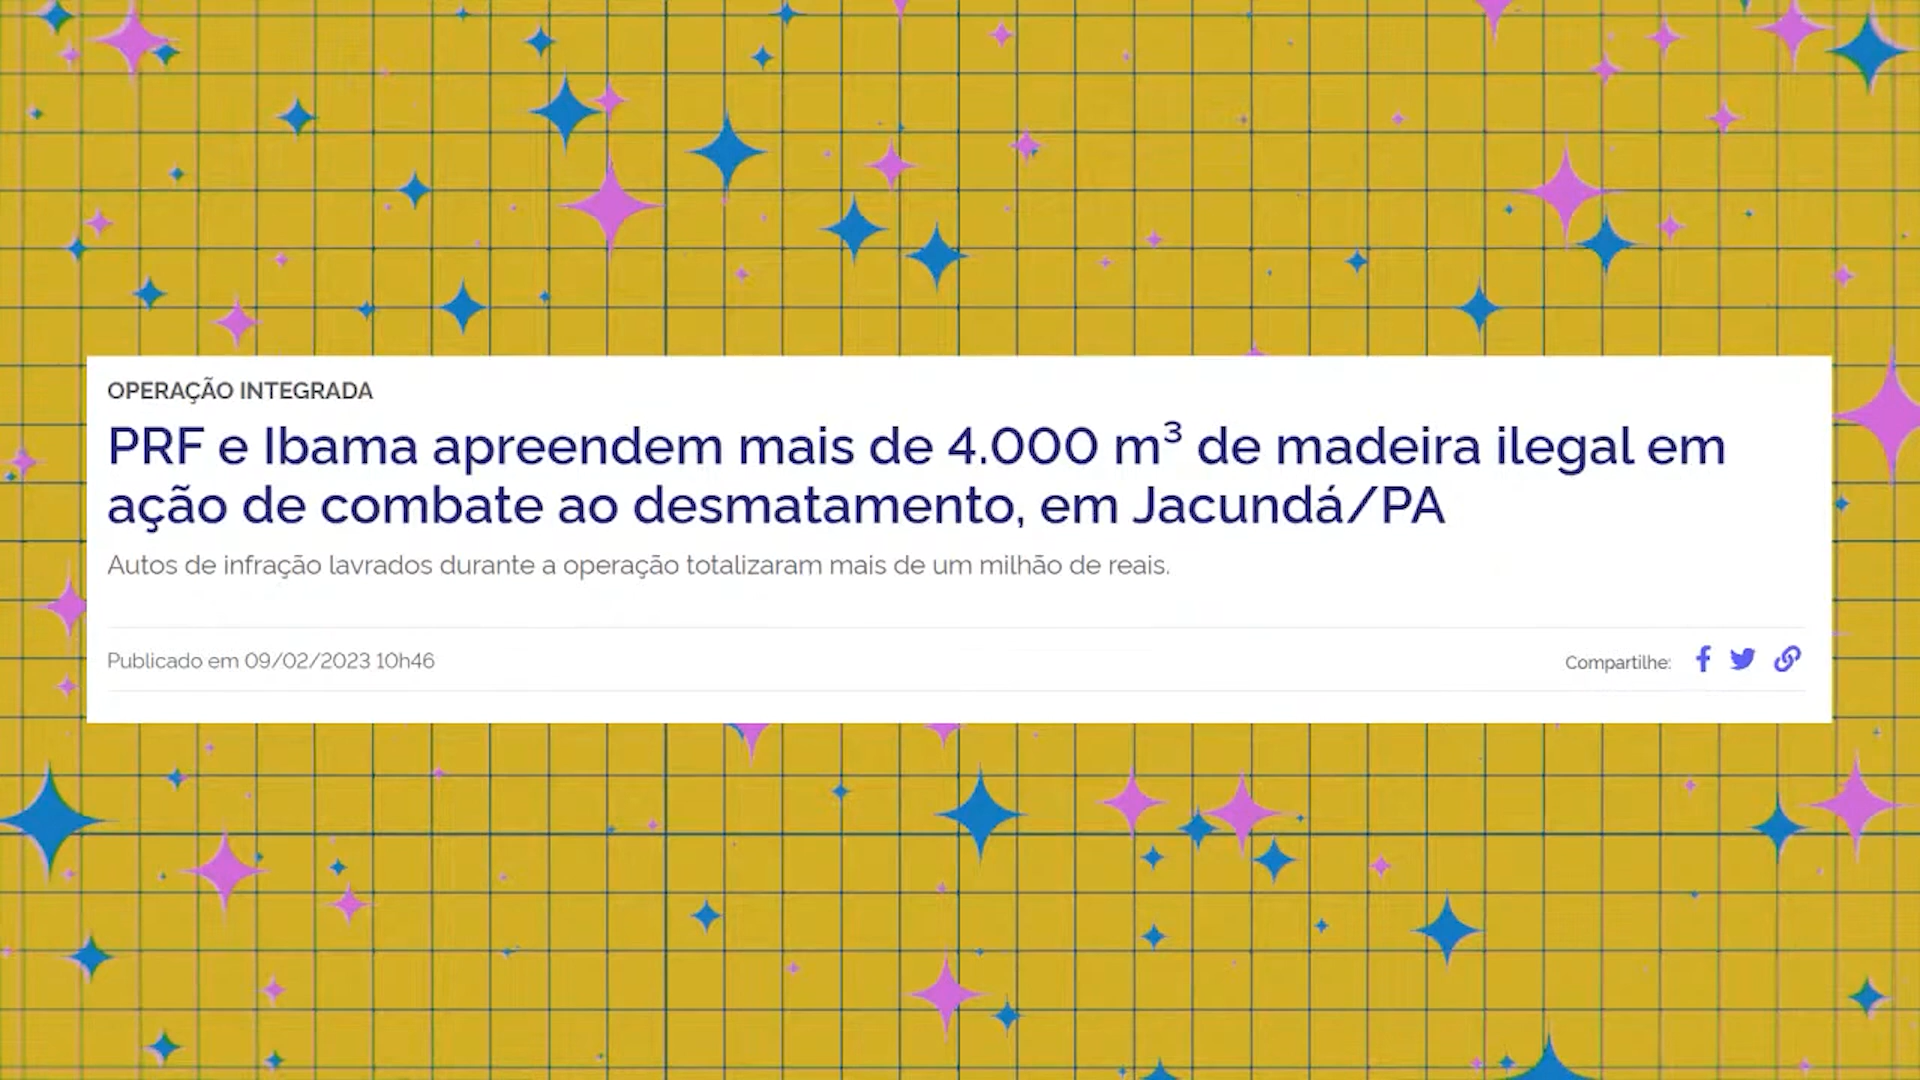 OPERAÇÃO INTEGRADA
PRF e Ibama apreendem mais de 4.000 m³ de madeira ilegal em
ação de combate ao desmatamento, em Jacundá/PA
Autos de infração lavrados durante a operação totalizaram mais de um milhão de reais.
Publicado em 09/02/2023 10h46
Compartilhe: